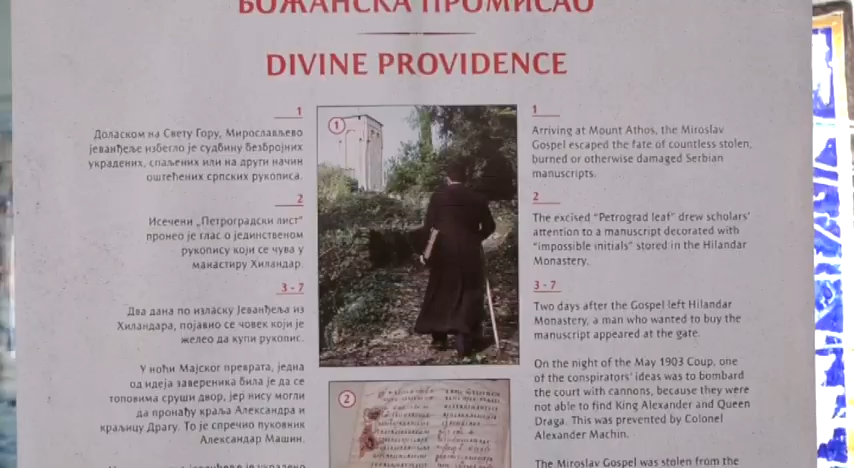 БОЖАНСКА ПРОМИСАО
DIVINE PROVIDENCE
1
Доласком на Свету Гору, Мирослављево
јеванђеље избегло је судбину безбројних
украдених, спаљених или на други начин
оштећених српских рукописа.
2
Исечени „Петроградски лист”
пронео је глас о јединственом
рукопису који се чува у
манастиру Хиландар.
3 - 7
Два дана по изласку Јеванђеља из
Хиландара, појавио се човек који је
желео да купи рукопис.
У ноћи Мајског преврата, једна
од идеја завереника била је да се
топовима сруши двор, јер нису могли
да пронађу краља Александра и
краљицу Драгу. То је спречио пуковник
Александар Машин.
1
2
1
Arriving at Mount Athos, the Miroslav
Gospel escaped the fate of countless stolen,
burned or otherwise damaged Serbian
manuscripts.
2
The excised “Petrograd leaf” drew scholars’
attention to a manuscript decorated with
“impossible initials” stored in the Hilandar
Monastery.
3 - 7
Two days after the Gospel left Hilandar
Monastery, a man who wanted to buy the
manuscript appeared at the gate.
On the night of the May 1903 Coup, one
of the conspirators’ ideas was to bombard
the court with cannons, because they were
not able to find King Alexander and Queen
Draga. This was prevented by Colonel
Alexander Machin.
The Miroslav Gospel was stolen from the